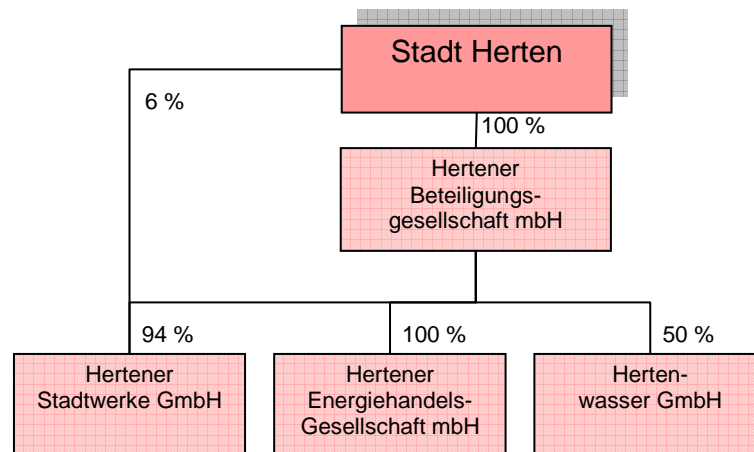 Stadt Herten
6 %
100 %
Hertener
Beteiligungs-
gesellschaft mbH
94 %
100 %
50 %
Hertener
Stadtwerke GmbH
Hertener
Energiehandels-
Gesellschaft mbH
Herten-
wasser GmbH